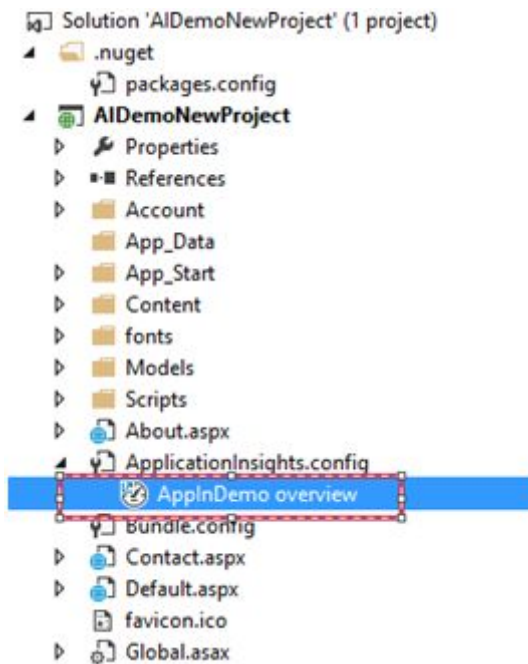 Solution 'AIDemoNewProject' (1 project)
.nuget
packages.config
AIDemoNewProject
Properties
References
Account
App_Data
App_Start
Content
fonts
Models
Scripts
About.aspx
ApplicationInsights.config
AppInDemo overview
Bundle.config
Contact.aspx
Default.aspx
favicon.ico
Global.asax